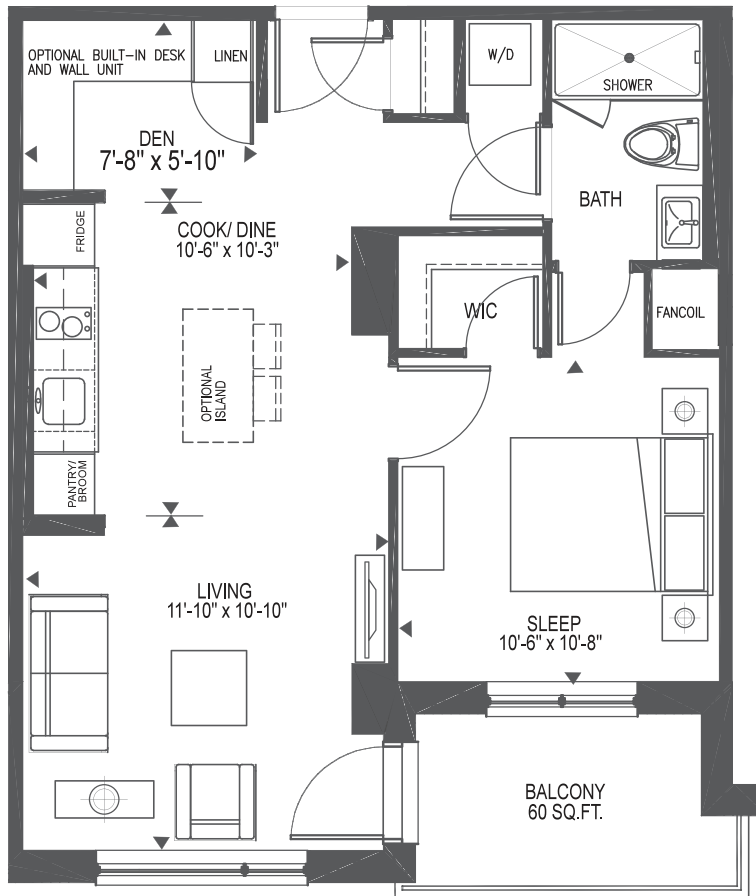 OPTIONAL BUILT-IN DESK
AND WALL UNIT
LINEN
W/D
SHOWER
DEN
7'-8" x 5'-10"
BATH
FRIDGE
COOK/ DINE
10'-6" x 10'-3"
WIC
FANCOIL
OPTIONAL
ISLAND
PANTRY/
BROOM
LIVING
11'-10" x 10'-10"
SLEEP
10'-6" x 10'-8"
BALCONY
60 SQ.FT.